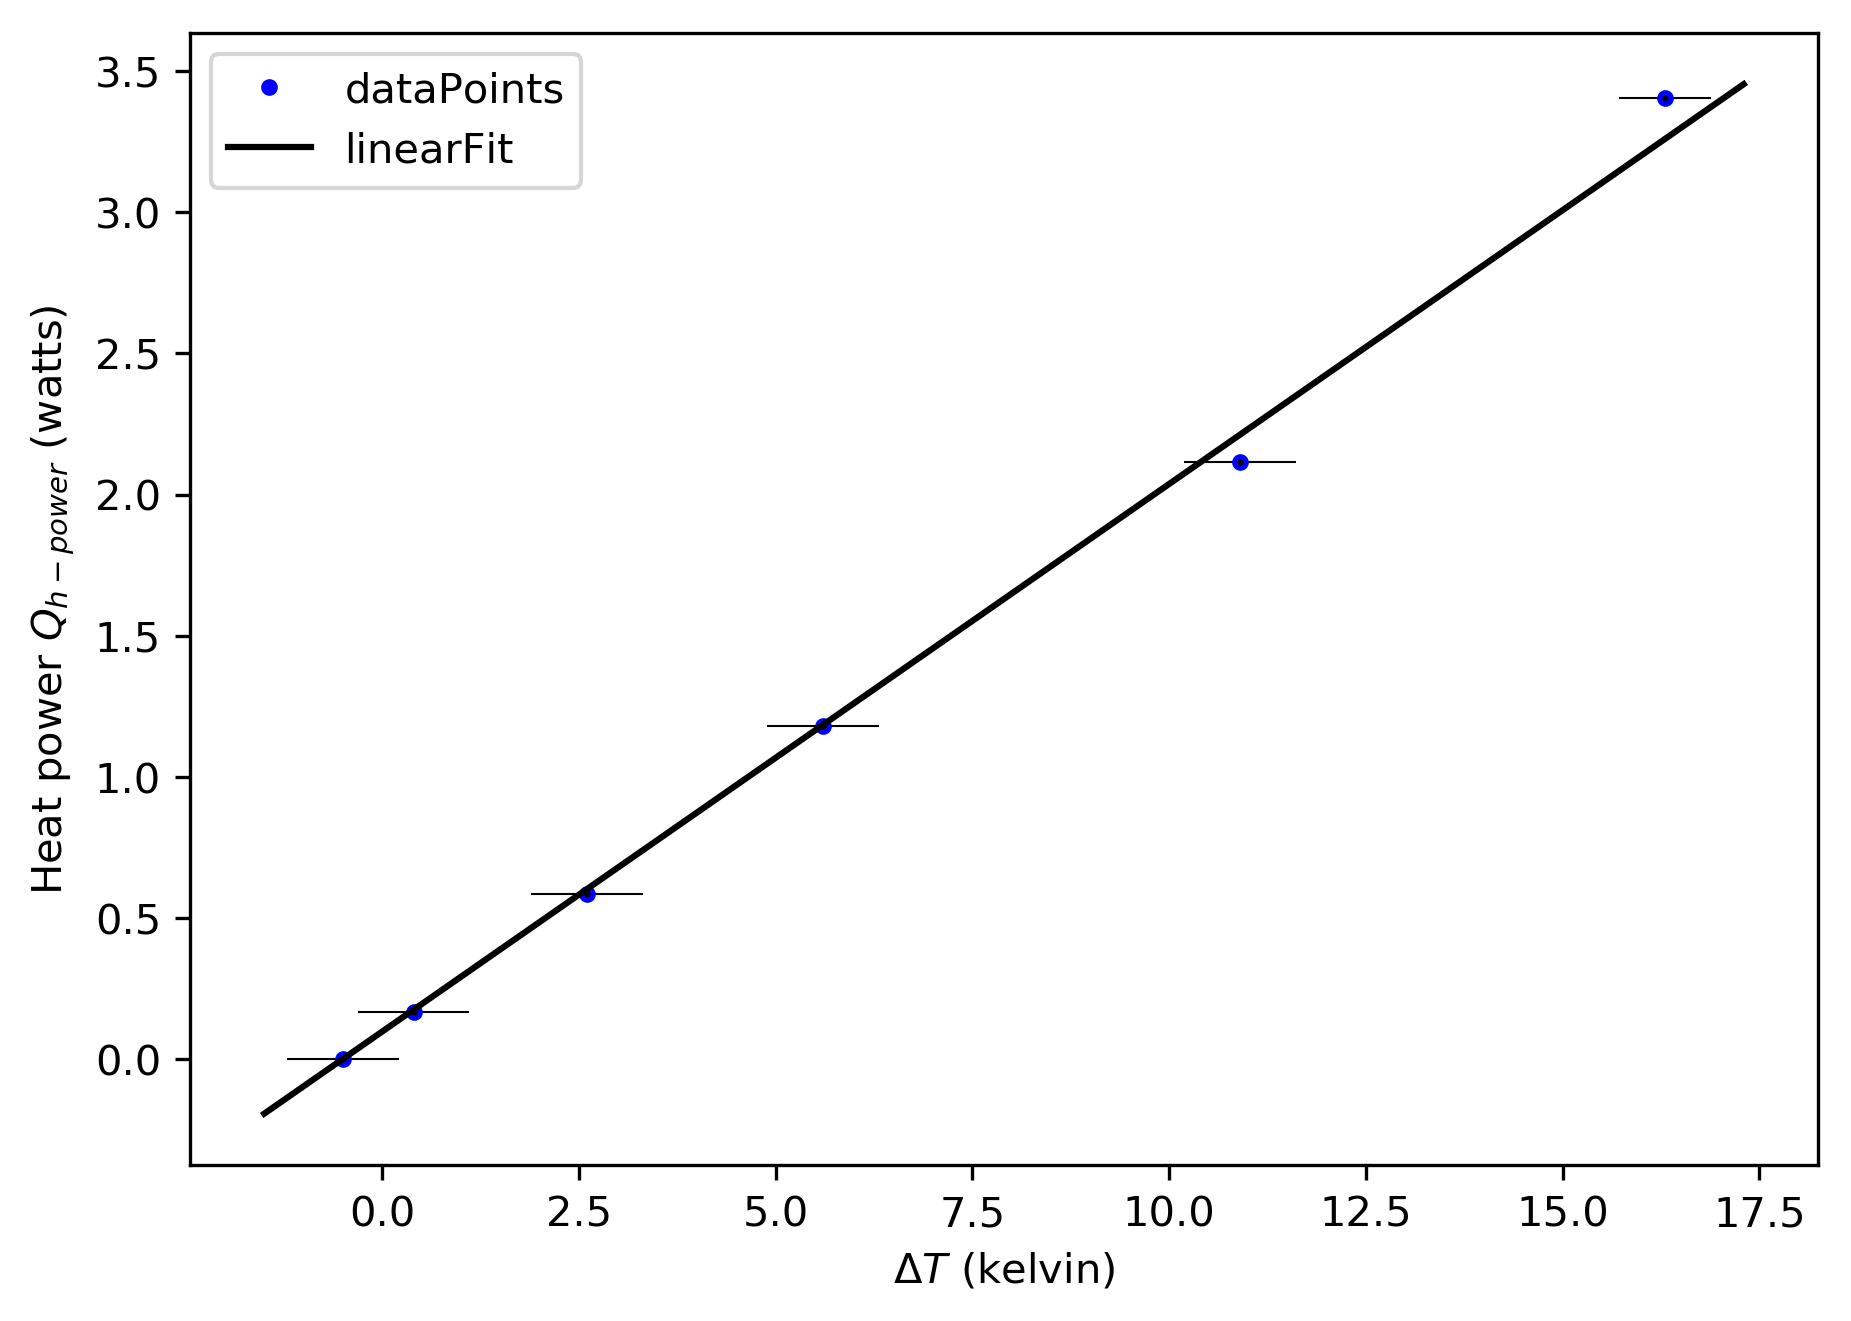 dataPoints
linearFit
3.5
3.0
2.5
2.0
1.5
1.0
0.5
0.0
Heat power Q_{h-power} (watts)
0.0 2.5 5.0 7.5 10.0 12.5 15.0 17.5
ΔT (kelvin)